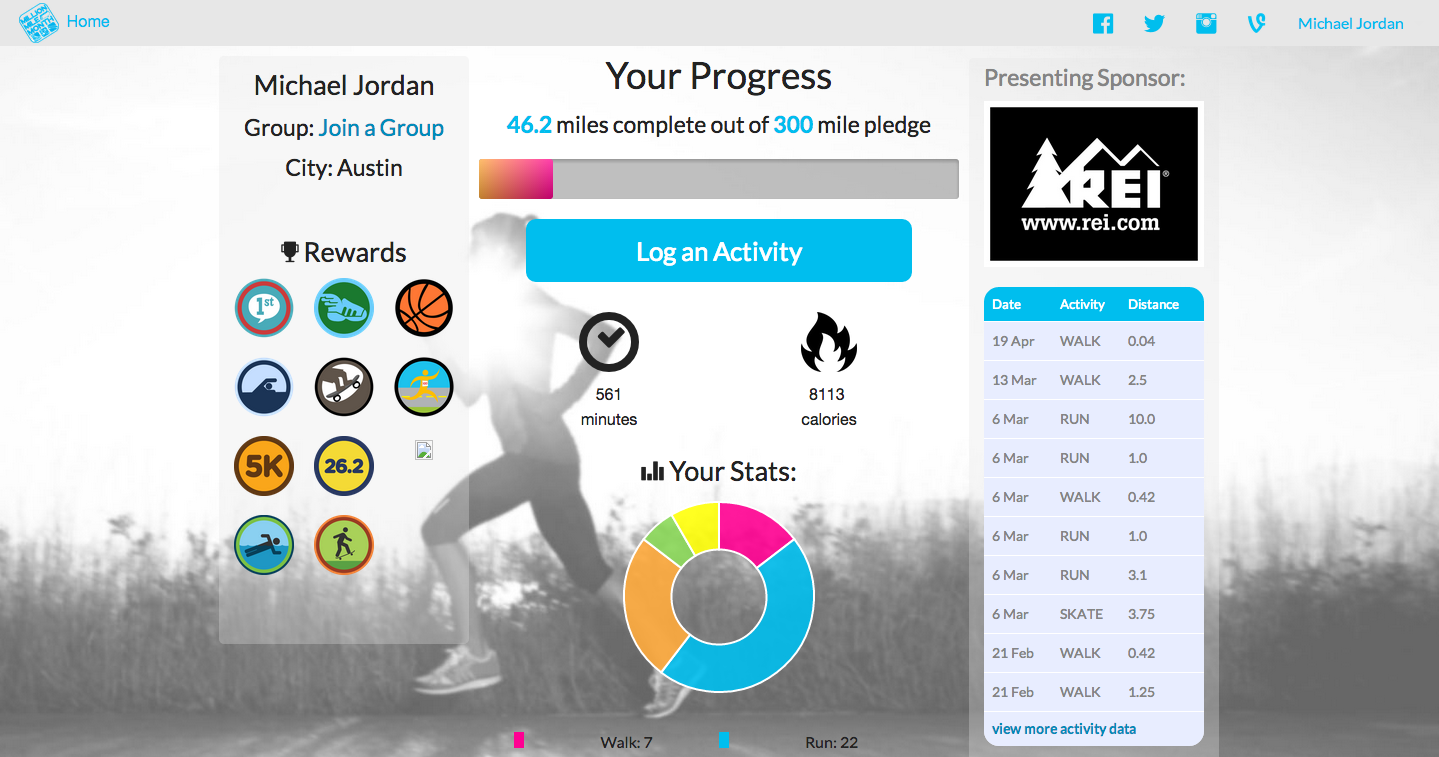 MILLION
MILE
MONTH
Home
Michael Jordan
Michael Jordan
Group: Join a Group
City: Austin
Rewards
1st
5K
26.2
Your Progress
46.2 miles complete out of 300 mile pledge
Log an Activity
561
minutes
8113
calories
Your Stats:
Walk: 7
Run: 22
Presenting Sponsor:
REI®
www.rei.com
Date Activity Distance
19 Apr WALK 0.04
13 Mar WALK 2.5
6 Mar RUN 10.0
6 Mar RUN 1.0
6 Mar WALK 0.42
6 Mar RUN 1.0
6 Mar RUN 3.1
6 Mar SKATE 3.75
21 Feb WALK 0.42
21 Feb WALK 1.25
view more activity data